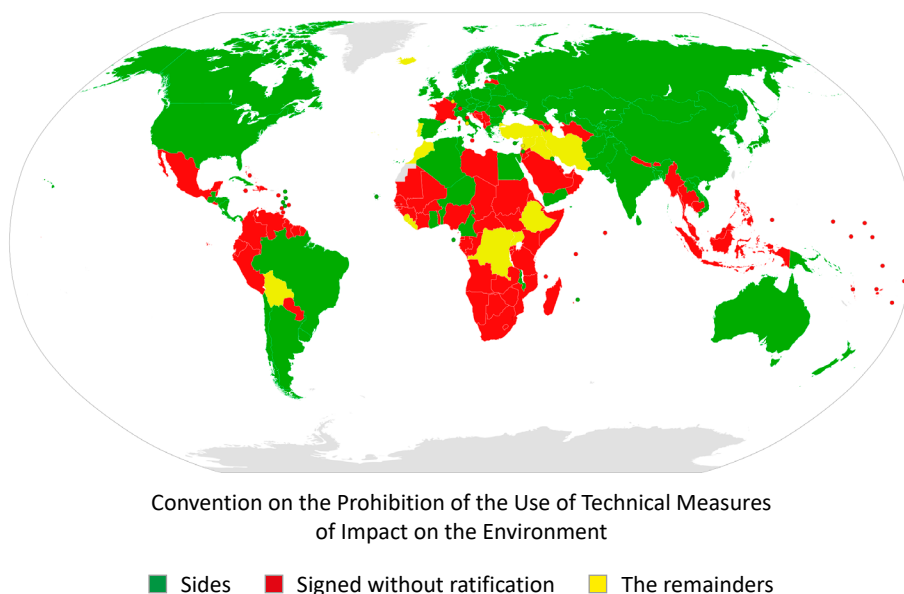 Convention on the Prohibition of the Use of Technical Measures
of Impact on the Environment
Sides Signed without ratification The remainders